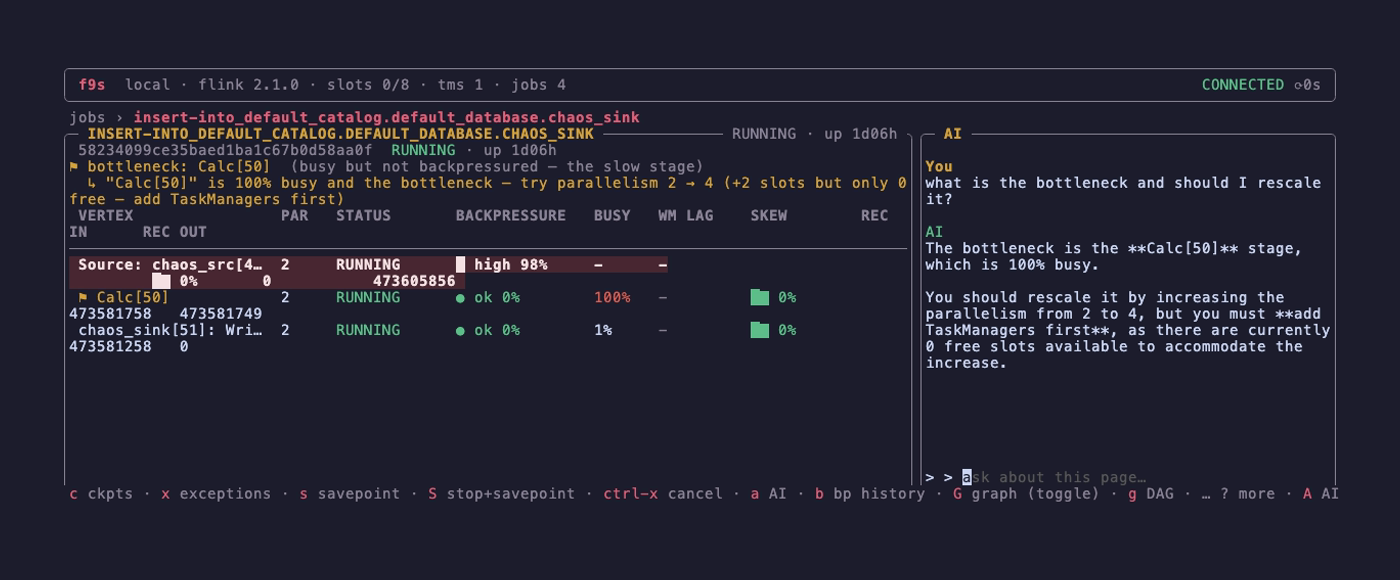 f9s local · flink 2.1.0 · slots 0/8 · tms 1 · jobs 4 CONNECTED ⟳0s
jobs › insert-into_default_catalog.default_database.chaos_sink
INSERT-INTO_DEFAULT_CATALOG.DEFAULT_DATABASE.CHAOS_SINK RUNNING · up 1d06h
58234099ce35baed1ba1c67b0d58aa0f RUNNING · up 1d06h
⚑ bottleneck: Calc[50] (busy but not backpressured — the slow stage)
↳ "Calc[50]" is 100% busy and the bottleneck — try parallelism 2 → 4 (+2 slots but only 0
free — add TaskManagers first)
VERTEX PAR STATUS BACKPRESSURE BUSY WM LAG SKEW REC
IN REC OUT
Source: chaos_src[4… 2 RUNNING high 98% – –
0% 0 473605856
⚑ Calc[50] 2 RUNNING ● ok 0% 100% – 0%
473581758 473581749
chaos_sink[51]: Wri… 2 RUNNING ● ok 0% 1% – 0%
473581258 0
AI
You
what is the bottleneck and should I rescale
it?
AI
The bottleneck is the **Calc[50]** stage,
which is 100% busy.
You should rescale it by increasing the
parallelism from 2 to 4, but you must **add
TaskManagers first**, as there are currently
0 free slots available to accommodate the
increase.
> > ask about this page…
c ckpts · x exceptions · s savepoint · S stop+savepoint · ctrl-x cancel · a AI · b bp history · G graph (toggle) · g DAG · … ? more · A AI